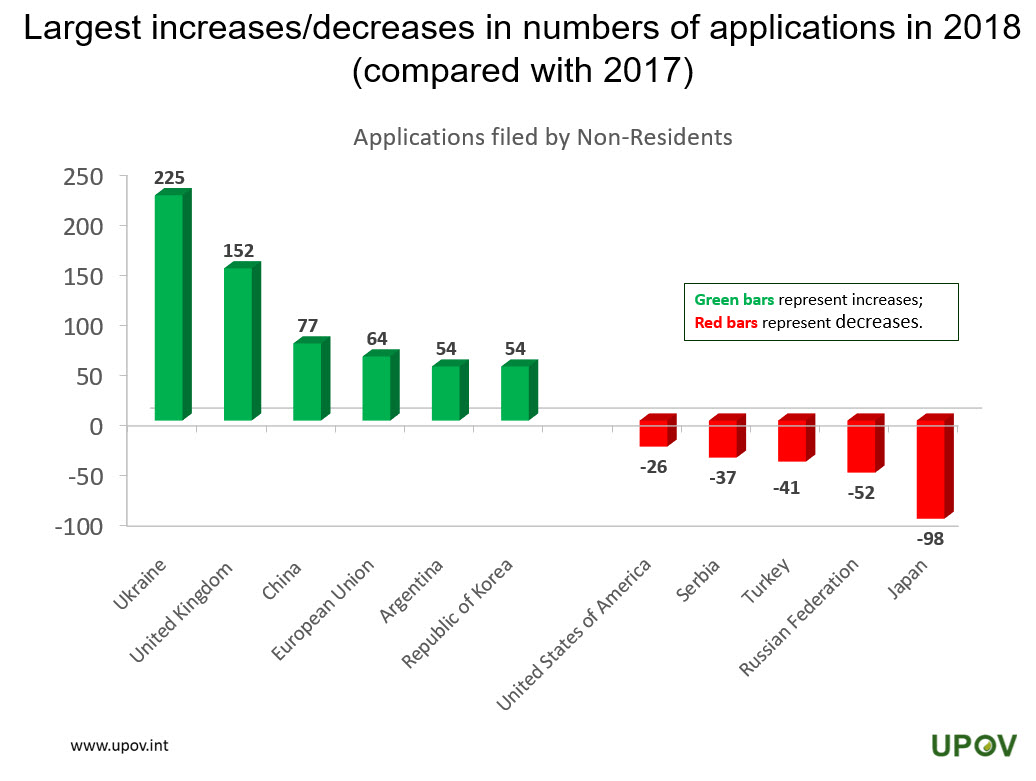 Largest increases/decreases in numbers of applications in 2018
(compared with 2017)
Applications filed by Non-Residents
250
200
150
100
50
0
-50
-100
225
152
77
64
54
54
-26
-37
-41
-52
-98
Green bars represent increases;
Red bars represent decreases.
Ukraine
United Kingdom
China
European Union
Argentina
Republic of Korea
United States of America
Serbia
Turkey
Russian Federation
Japan
www.upov.int
UPOV